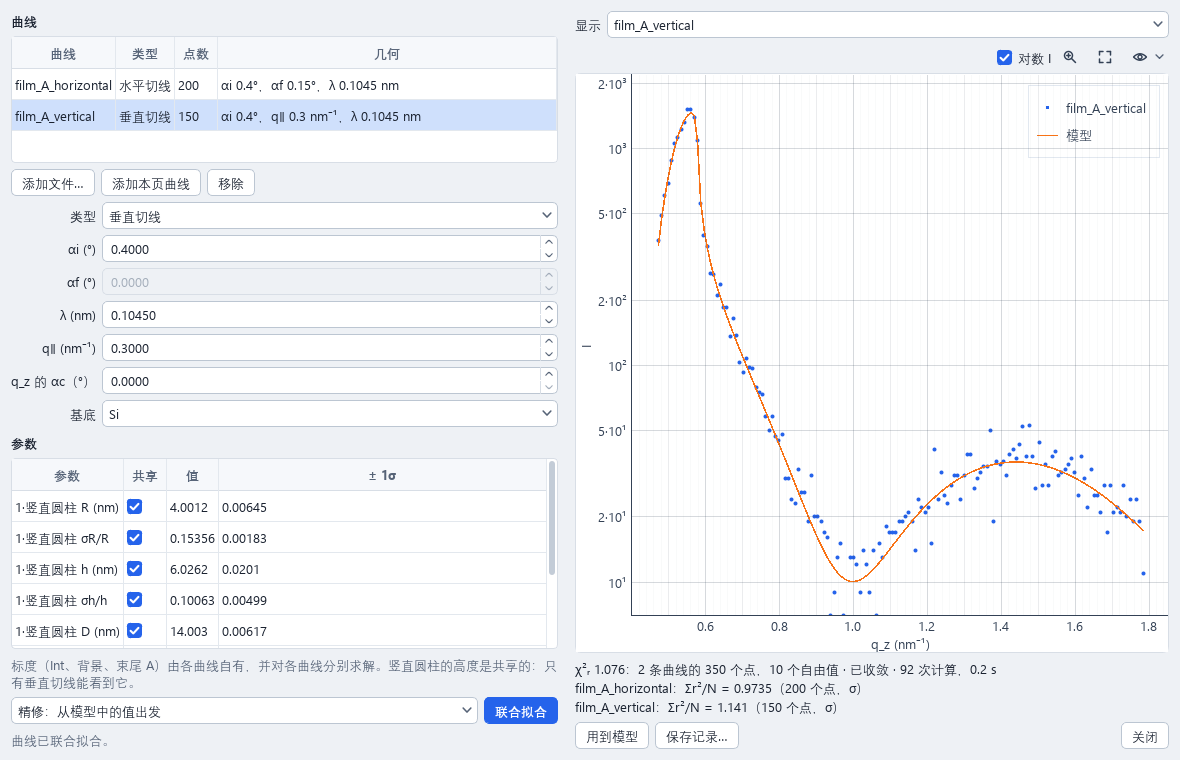 曲线
曲线 类型 点数 几何
film_A_horizontal 水平切线 200 αi 0.4°、αf 0.15°、λ 0.1045 nm
film_A_vertical 垂直切线 150 αi 0.4°、q∥ 0.3 nm⁻¹、λ 0.1045 nm
添加文件... 添加本页曲线 移除
类型 垂直切线
αi (°) 0.4000
αf (°) 0.0000
λ (nm) 0.10450
q∥ (nm⁻¹) 0.3000
q_z 的 αc（°） 0.0000
基底 Si
参数
参数 共享 值 ± 1σ
1·竖直圆柱 R (nm) 4.0012 0.00645
1·竖直圆柱 σR/R 0.15356 0.00183
1·竖直圆柱 h (nm) 6.0262 0.0201
1·竖直圆柱 σh/h 0.10063 0.00499
1·竖直圆柱 D (nm) 14.003 0.00617
标度（Int、背景、束尾 A）由各曲线自有，并对各曲线分别求解。竖直圆柱的高度是共享的：只
有垂直切线能看到它。
精修：从模型中的值出发 联合拟合
曲线已联合拟合。
显示 film_A_vertical
对数 I
film_A_vertical
模型
2·10³
10³
5·10²
2·10²
10²
5·10¹
2·10¹
10¹
I
0.6 0.8 1.0 1.2 1.4 1.6 1.8
q_z (nm⁻¹)
χ²ᵣ 1.076：2 条曲线的 350 个点，10 个自由值 · 已收敛 · 92 次计算，0.2 s
film_A_horizontal：Σr²/N = 0.9735（200 个点，σ）
film_A_vertical：Σr²/N = 1.141（150 个点，σ）
用到模型 保存记录... 关闭